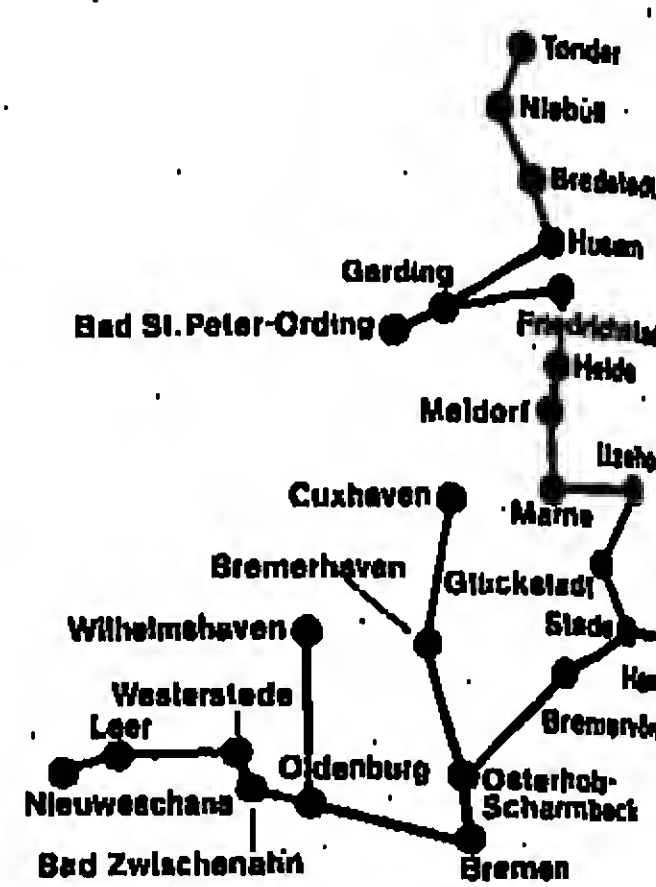 Tonder
Niebüll
Bredstedt
Husum
Garding
Bad St. Peter-Ording
Heide
Meldorf
Cuxhaven
Marne
Bremerhaven
Glückstadt
Wilhelmshaven
Stade
Westerstede
Leer
Oldenburg
Osterholz-
Scharmbeck
Nieuweschans
Bad Zwischenahn
Bremen